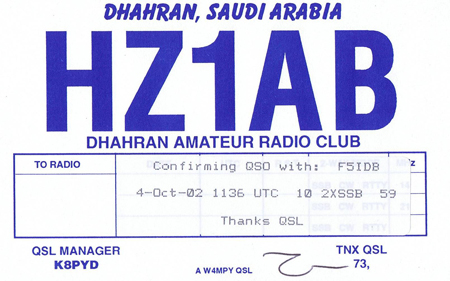 DHAHRAN, SAUDI ARABIA
HZ1AB
DHAHRAN AMATEUR RADIO CLUB
TO RADIO
Confirming QSO with: F5IDB
4-Oct-02 1136 UTC 10 2XSSB 59
Thanks QSL
QSL MANAGER
K8PYD
A W4MPY QSL
TNX QSL
73,